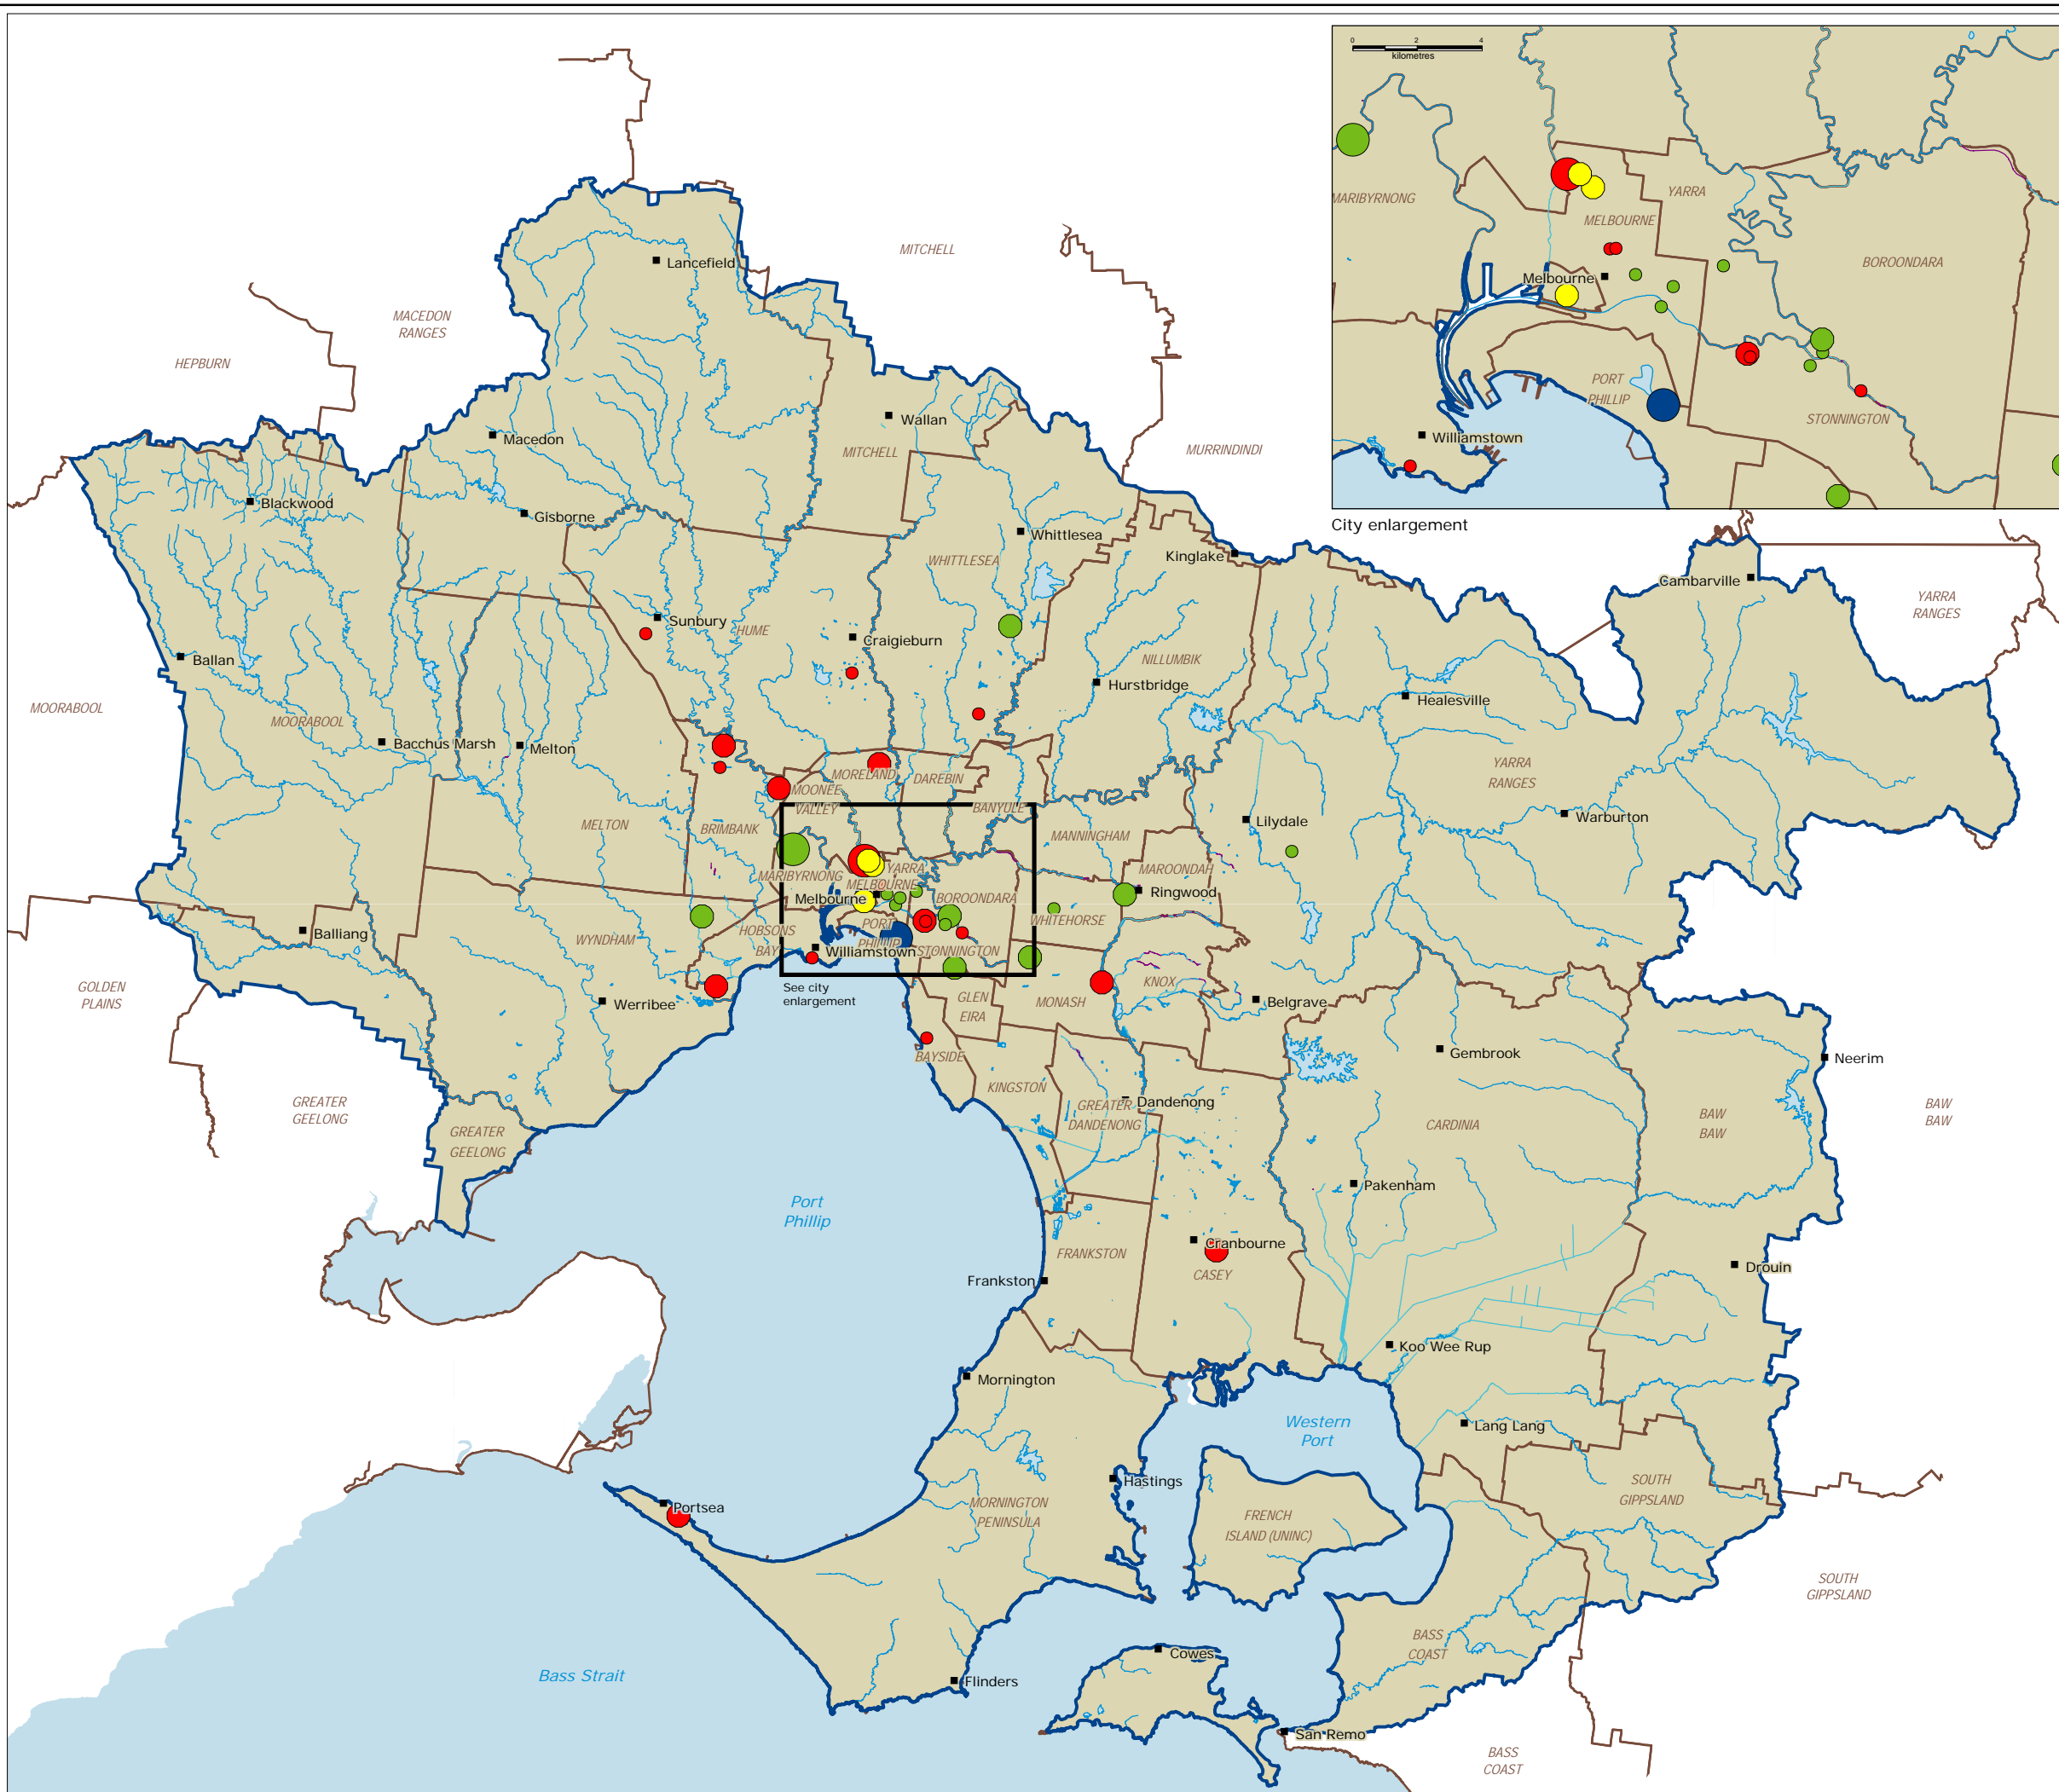 0 2 4
kilometres
MARIBYRNONG
YARRA
MELBOURNE
BOROONDARA
Melbourne
PORT
PHILLIP
STONNINGTON
Williamstown
City enlargement
MITCHELL
Lancefield
MACEDON
RANGES
HEPBURN
Wallan
Macedon
MITCHELL
MURRINDINDI
Blackwood
Gisborne
Whittlesea
Kinglake
WHITTLESEA
Cambarville
YARRA
RANGES
Sunbury
HUME
Craigieburn
Ballan
NILLUMBIK
Hurstbridge
Healesville
MOORABOOL
MOORABOOL
Bacchus Marsh
Melton
YARRA
RANGES
MORELAND
DAREBIN
MOONEE
VALLEY
BANYULE
MELTON
BRIMBANK
MANNINGHAM
Lilydale
Warburton
MARIBYRNONG
YARRA
MAROONDAH
MELBOURNE
Ringwood
Melbourne
BOROONDARA
WHITEHORSE
Balliang
WYNDHAM
HOBSONS
BAY
PORT
PHILLIP
Williamstown
STONNINGTON
GOLDEN
PLAINS
See city
enlargement
KNOX
Werribee
GLEN
EIRA
MONASH
Belgrave
BAYSIDE
Gembrook
Neerim
KINGSTON
GREATER
GEELONG
GREATER
DANDENONG
Dandenong
BAW
BAW
BAW
BAW
CARDINIA
GREATER
GEELONG
Pakenham
Port
Phillip
FRANKSTON
Cranbourne
CASEY
Drouin
Frankston
Koo Wee Rup
Mornington
Western
Port
Lang Lang
Hastings
SOUTH
GIPPSLAND
Portsea
MORNINGTON
PENINSULA
FRENCH
ISLAND (UNINC)
SOUTH
GIPPSLAND
BASS
COAST
Cowes
Bass Strait
Flinders
San Remo
BASS
COAST